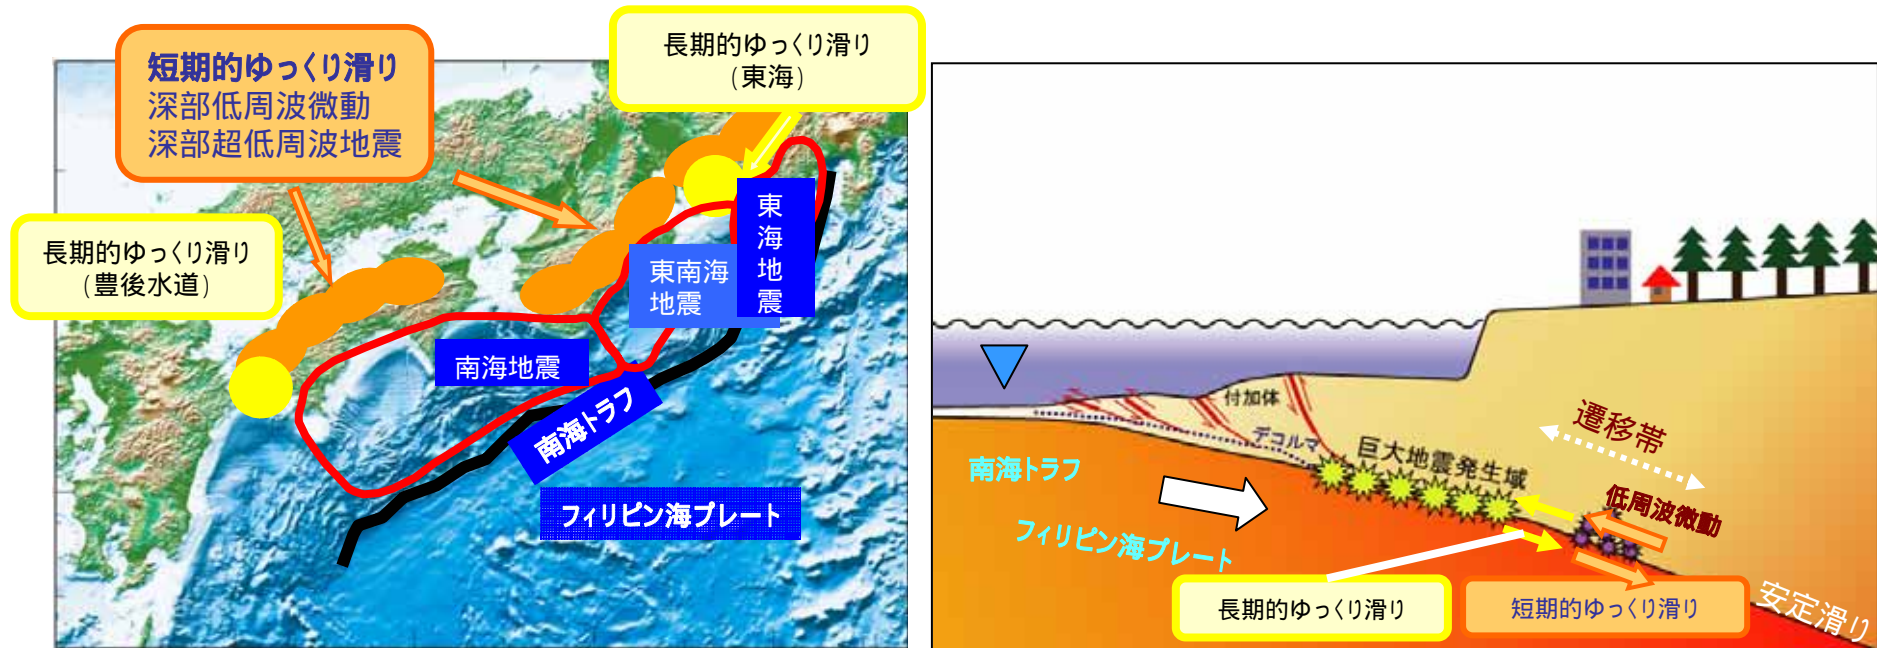 短期的ゆっくり滑り
深部低周波微動
深部超低周波地震
長期的ゆっくり滑り
(東海)
長期的ゆっくり滑り
(豊後水道)
東海地震
東南海
地震
南海地震
南海トラフ
フィリピン海プレート
付加体
デコルマ
巨大地震発生域
遷移帯
低周波微動
南海トラフ
フィリピン海プレート
長期的ゆっくり滑り
短期的ゆっくり滑り
安定滑り